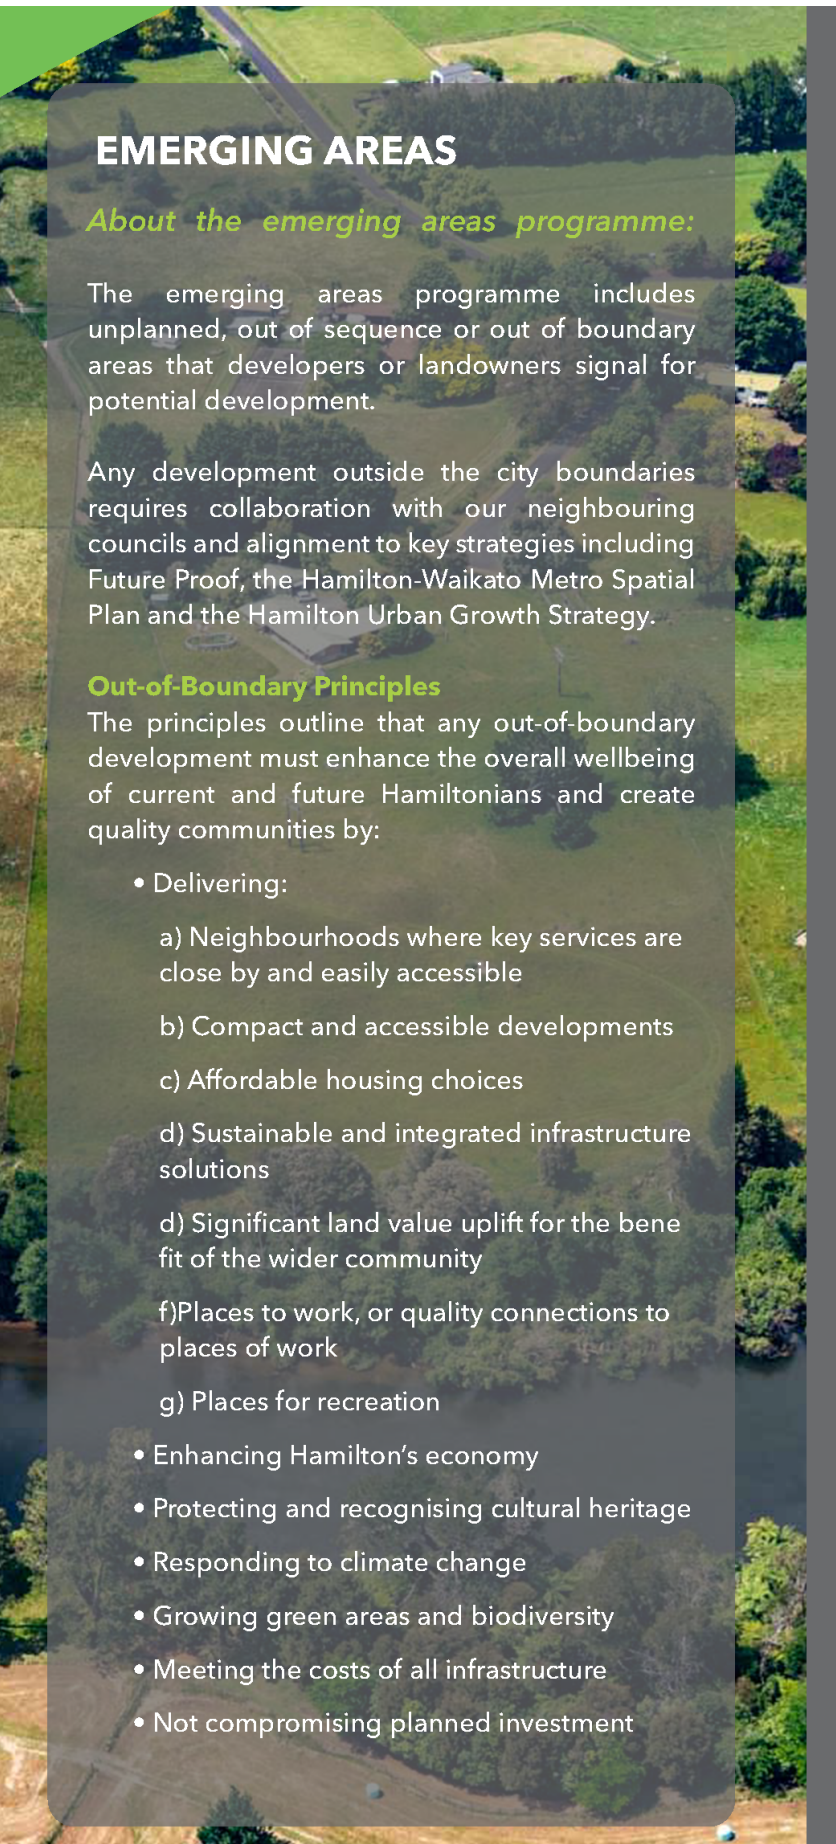 EMERGING AREAS
About the emerging areas programme:
The emerging areas programme includes
unplanned, out of sequence or out of boundary
areas that developers or landowners signal for
potential development.
Any development outside the city boundaries
requires collaboration with our neighbouring
councils and alignment to key strategies including
Future Proof, the Hamilton-Waikato Metro Spatial
Plan and the Hamilton Urban Growth Strategy.
Out-of-Boundary Principles
The principles outline that any out-of-boundary
development must enhance the overall wellbeing
of current and future Hamiltonians and create
quality communities by:
• Delivering:
a) Neighbourhoods where key services are
close by and easily accessible
b) Compact and accessible developments
c) Affordable housing choices
d) Sustainable and integrated infrastructure
solutions
d) Significant land value uplift for the bene
fit of the wider community
f)Places to work, or quality connections to
places of work
g) Places for recreation
• Enhancing Hamilton’s economy
• Protecting and recognising cultural heritage
• Responding to climate change
• Growing green areas and biodiversity
• Meeting the costs of all infrastructure
• Not compromising planned investment